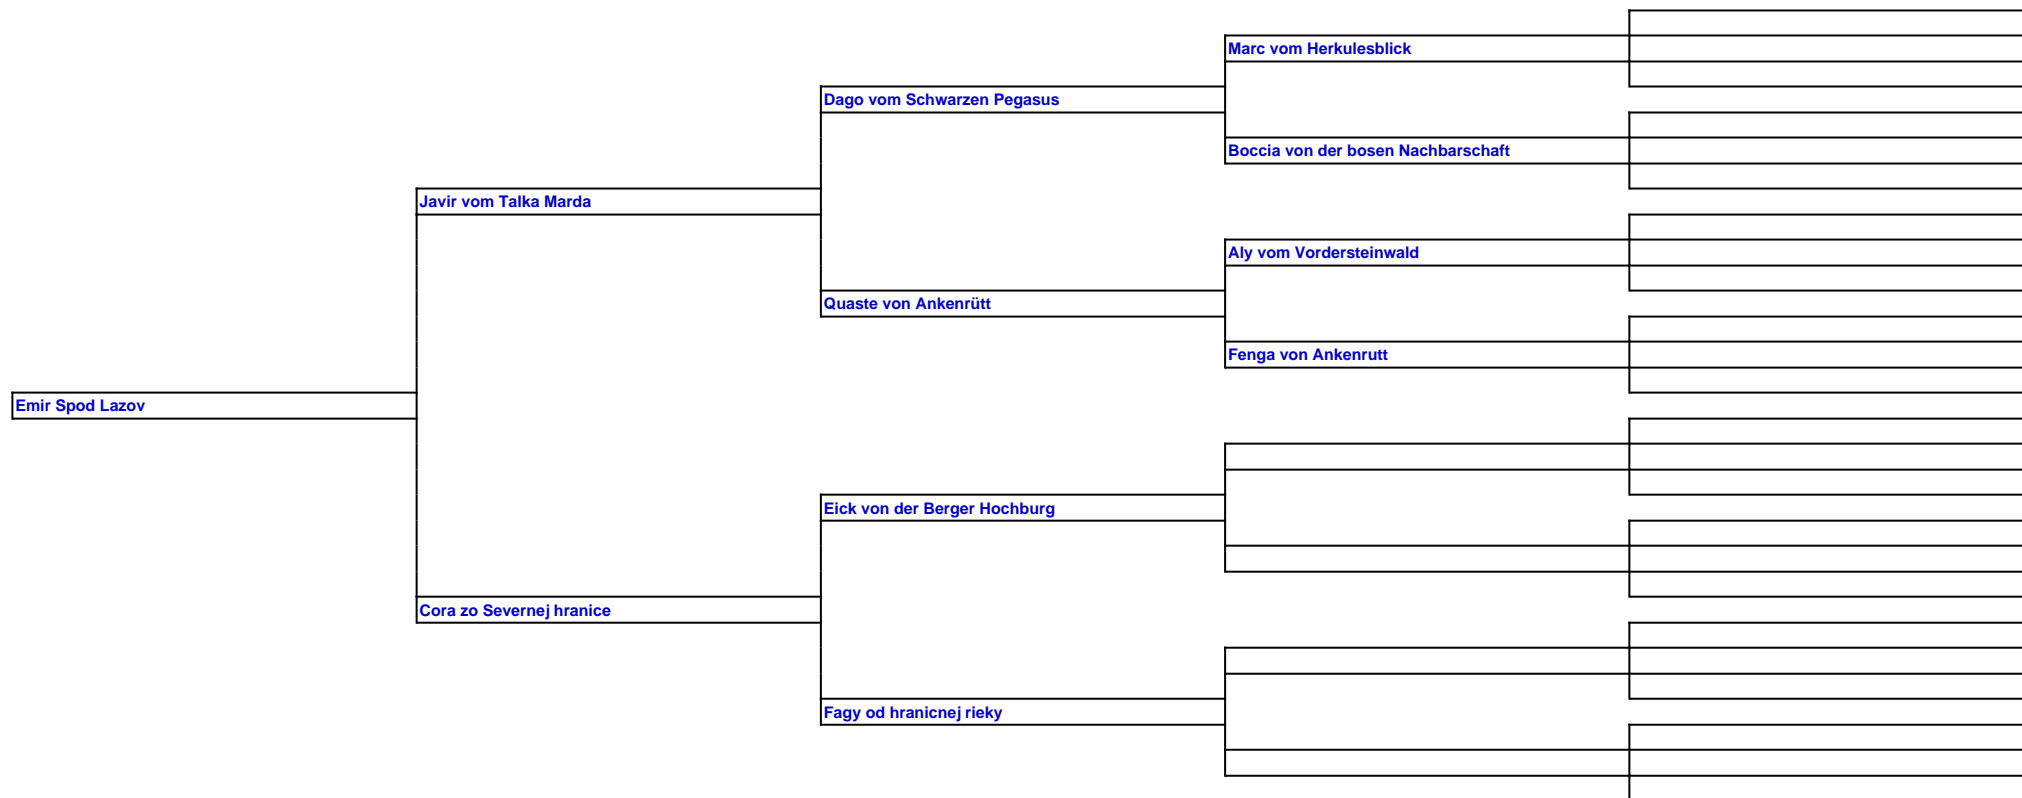 Marc vom Herkulesblick
Dago vom Schwarzen Pegasus
Boccia von der bosen Nachbarschaft
Javir vom Talka Marda
Aly vom Vordersteinwald
Quaste von Ankenrütt
Fenga von Ankenrutt
Emir Spod Lazov
Eick von der Berger Hochburg
Cora zo Severnej hranice
Fagy od hranicnej rieky